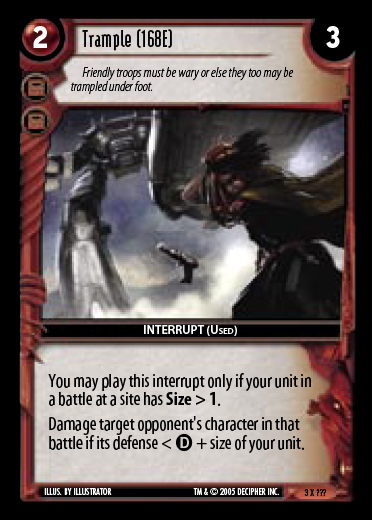 2
Trample (168E)
3
Friendly troops must be wary or else they too may be
trampled under foot.
INTERRUPT (USED)
You may play this interrupt only if your unit in
a battle at a site has Size > 1.
Damage target opponent's character in that
battle if its defense < D + size of your unit.
ILLUS. BY ILLUSTRATOR
TM & © 2005 DECIPHER INC.
3 X ???